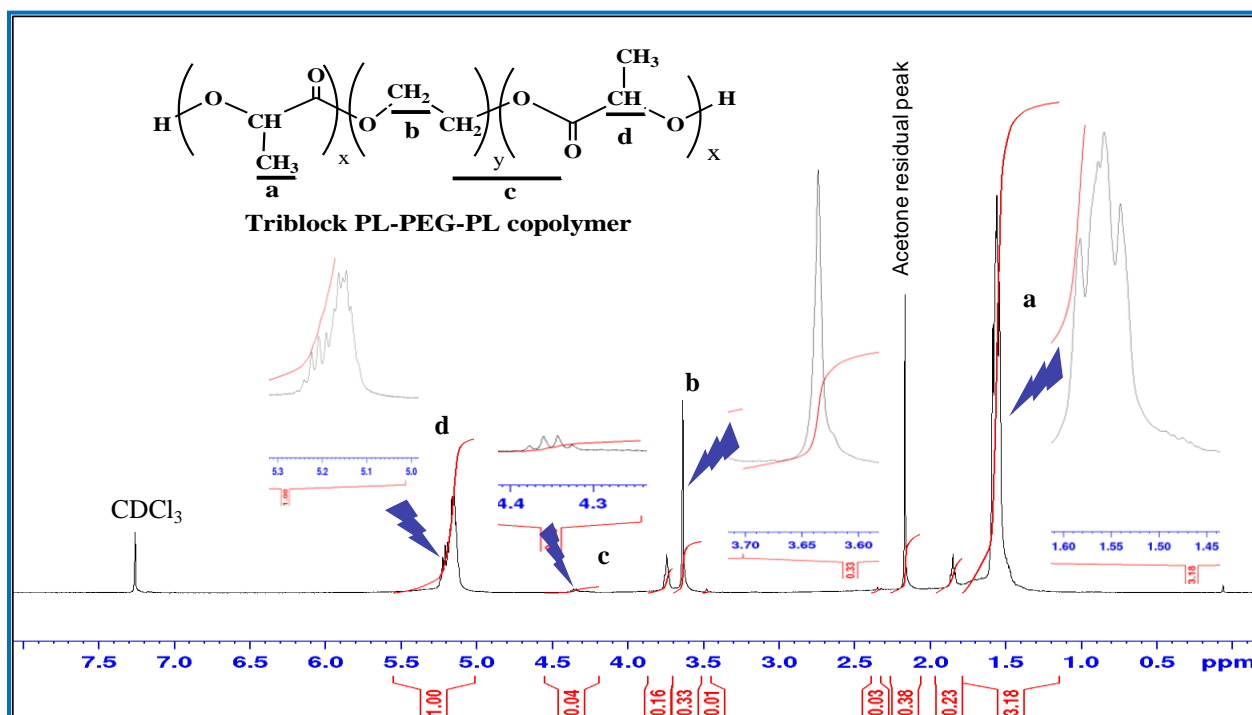 CH₃
O
O
CH₂
O
CH
H
CH
O
b
CH₂
O
d
O
H
CH₃
x
y
x
a
c
Triblock PL-PEG-PL copolymer
Acetone residual peak
a
b
d
c
CDCl₃
5.3 5.2 5.1 5.0
1.00
4.4 4.3
3.70 3.65 3.60
0.33
1.60 1.55 1.50 1.45
3.18
7.5 7.0 6.5 6.0 5.5 5.0 4.5 4.0 3.5 3.0 2.5 2.0 1.5 1.0 0.5 ppm
1.00 0.04 0.16 0.33 0.01 0.03 0.38 0.23 3.18